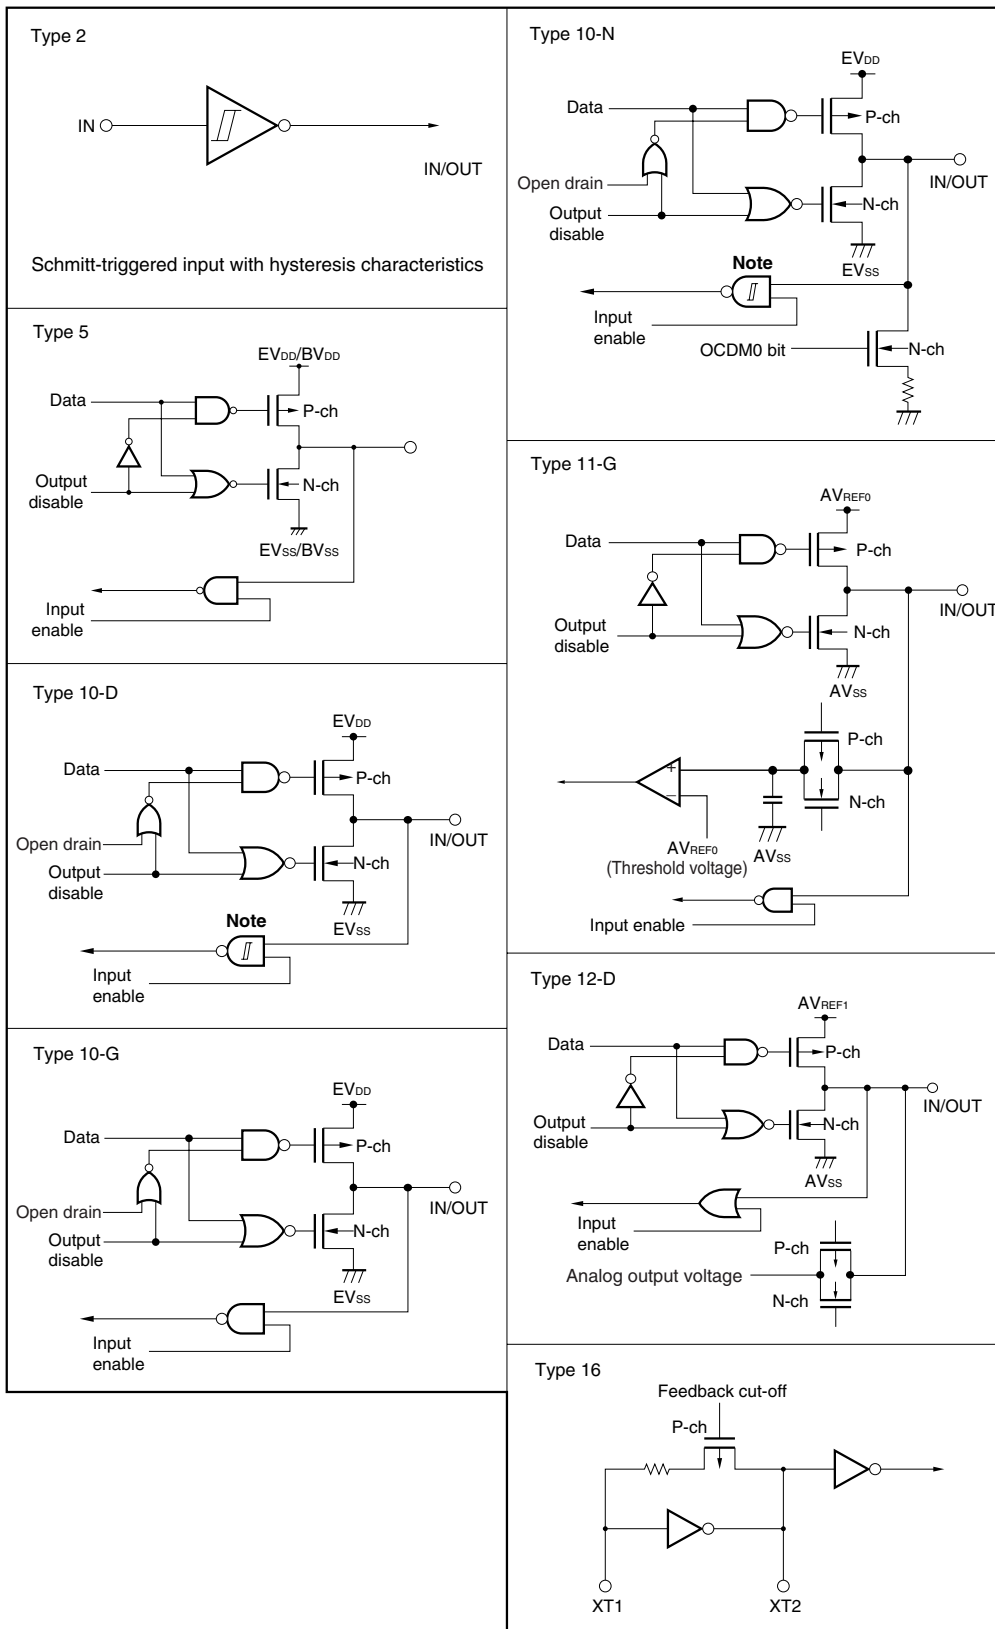 Type 2
IN
IN/OUT
Schmitt-triggered input with hysteresis characteristics
Type 5
EVDD/BVDD
Data
P-ch
Output
disable
N-ch
EVSS/BVSS
Input
enable
Type 10-D
EVDD
Data
P-ch
IN/OUT
Open drain
Output
disable
N-ch
Note
EVSS
Input
enable
Type 10-G
EVDD
Data
P-ch
IN/OUT
Open drain
Output
disable
N-ch
EVSS
Input
enable
Type 10-N
EVDD
Data
P-ch
Open drain
IN/OUT
Output
disable
N-ch
Note
EVSS
Input
enable
OCDM0 bit
N-ch
Type 11-G
AVREF0
Data
P-ch
IN/OUT
Output
disable
N-ch
AVSS
P-ch
+
−
N-ch
AVREF0
(Threshold voltage)
AVSS
Input enable
Type 12-D
AVREF1
Data
P-ch
IN/OUT
Output
disable
N-ch
AVSS
Input
enable
P-ch
Analog output voltage
N-ch
Type 16
Feedback cut-off
P-ch
XT1
XT2